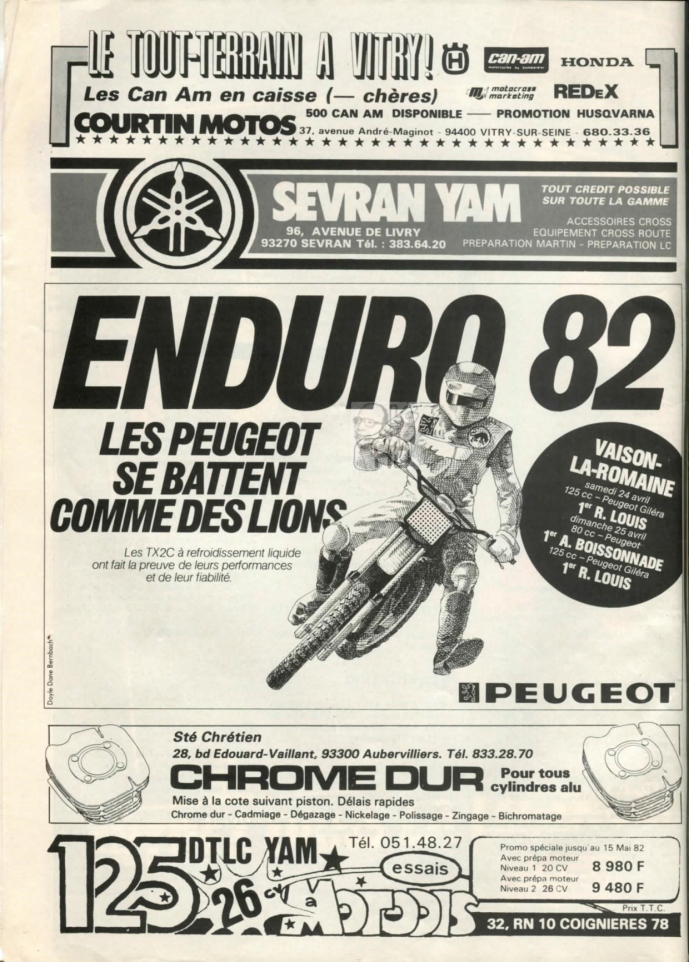 LE TOUT-TERRAIN A VITRY!
can-am
HONDA
Les Can Am en caisse (— chères)
motocross marketing
REDEX
500 CAN AM DISPONIBLE — PROMOTION HUSQVARNA
COURTIN MOTOS 37, avenue André-Maginot - 94400 VITRY-SUR-SEINE - 680.33.36
SEVRAN YAM
96, AVENUE DE LIVRY
93270 SEVRAN Tél. : 383.64.20
TOUT CREDIT POSSIBLE
SUR TOUTE LA GAMME
ACCESSOIRES CROSS
EQUIPEMENT CROSS ROUTE
PREPARATION MARTIN - PREPARATION LC
ENDURO 82
LES PEUGEOT
SE BATTENT
COMME DES LIONS
Les TX2C à refroidissement liquide
ont fait la preuve de leurs performances
et de leur fiabilité.
VAISON-
LA-ROMAINE
samedi 24 avril
125 cc - Peugeot Giléra
1er R. LOUIS
dimanche 25 avril
80 cc - Peugeot
1er A. BOISSONNADE
125 cc - Peugeot Giléra
1er R. LOUIS
Doyle Dane Bernbach
PEUGEOT
Sté Chrétien
28, bd Edouard-Vaillant, 93300 Aubervilliers. Tél. 833.28.70
CHROME DUR
Pour tous
cylindres alu
Mise à la cote suivant piston. Délais rapides
Chrome dur - Cadmiage - Dégazage - Nickelage - Polissage - Zingage - Bichromatage
125 DTLC YAM
26 cv
Tél. 051.48.27
essais
à MOTODIS
Promo spéciale jusqu'au 15 Mai 82
Avec prépa moteur
Niveau 1 20 CV 8 980 F
Avec prépa moteur
Niveau 2 26 CV 9 480 F
Prix T.T.C.
32, RN 10 COIGNIERES 78